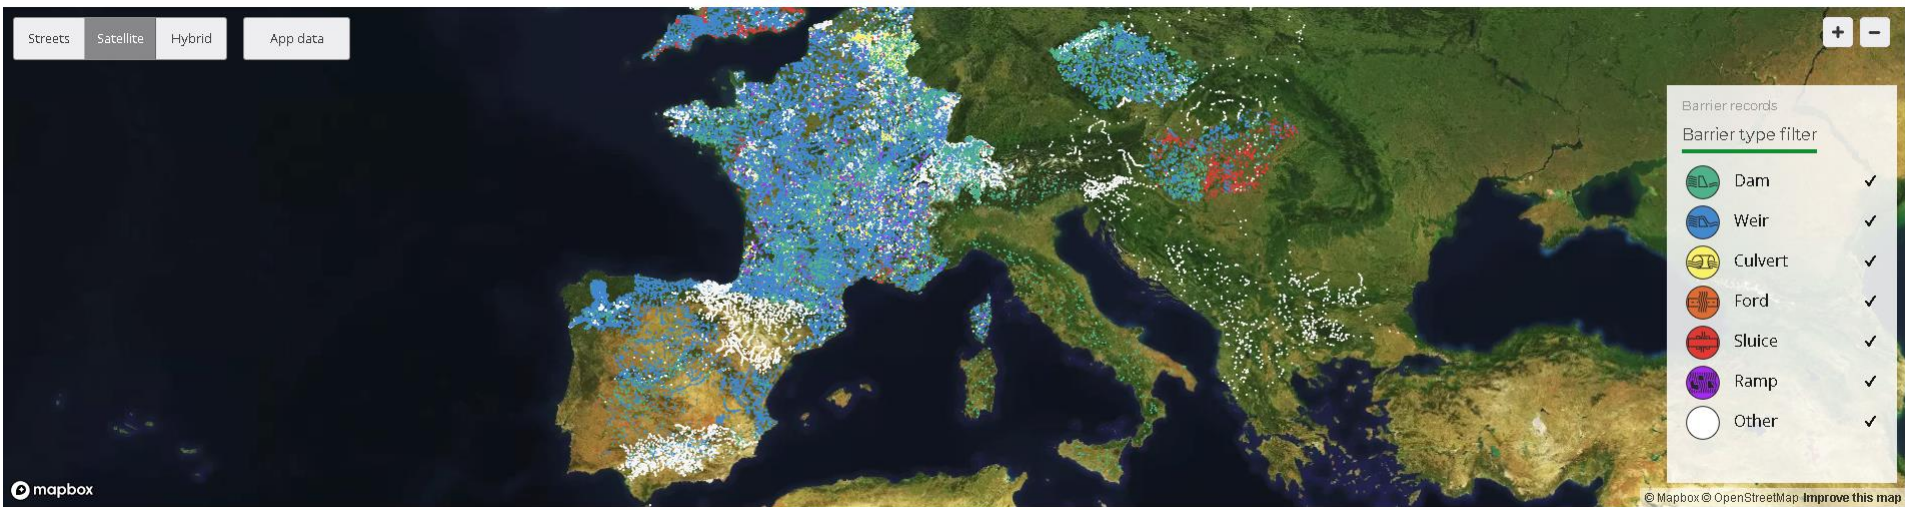 Streets Satellite Hybrid App data
+ −
Barrier records
Barrier type filter
Dam ✓
Weir ✓
Culvert ✓
Ford ✓
Sluice ✓
Ramp ✓
Other ✓
mapbox
© Mapbox © OpenStreetMap Improve this map